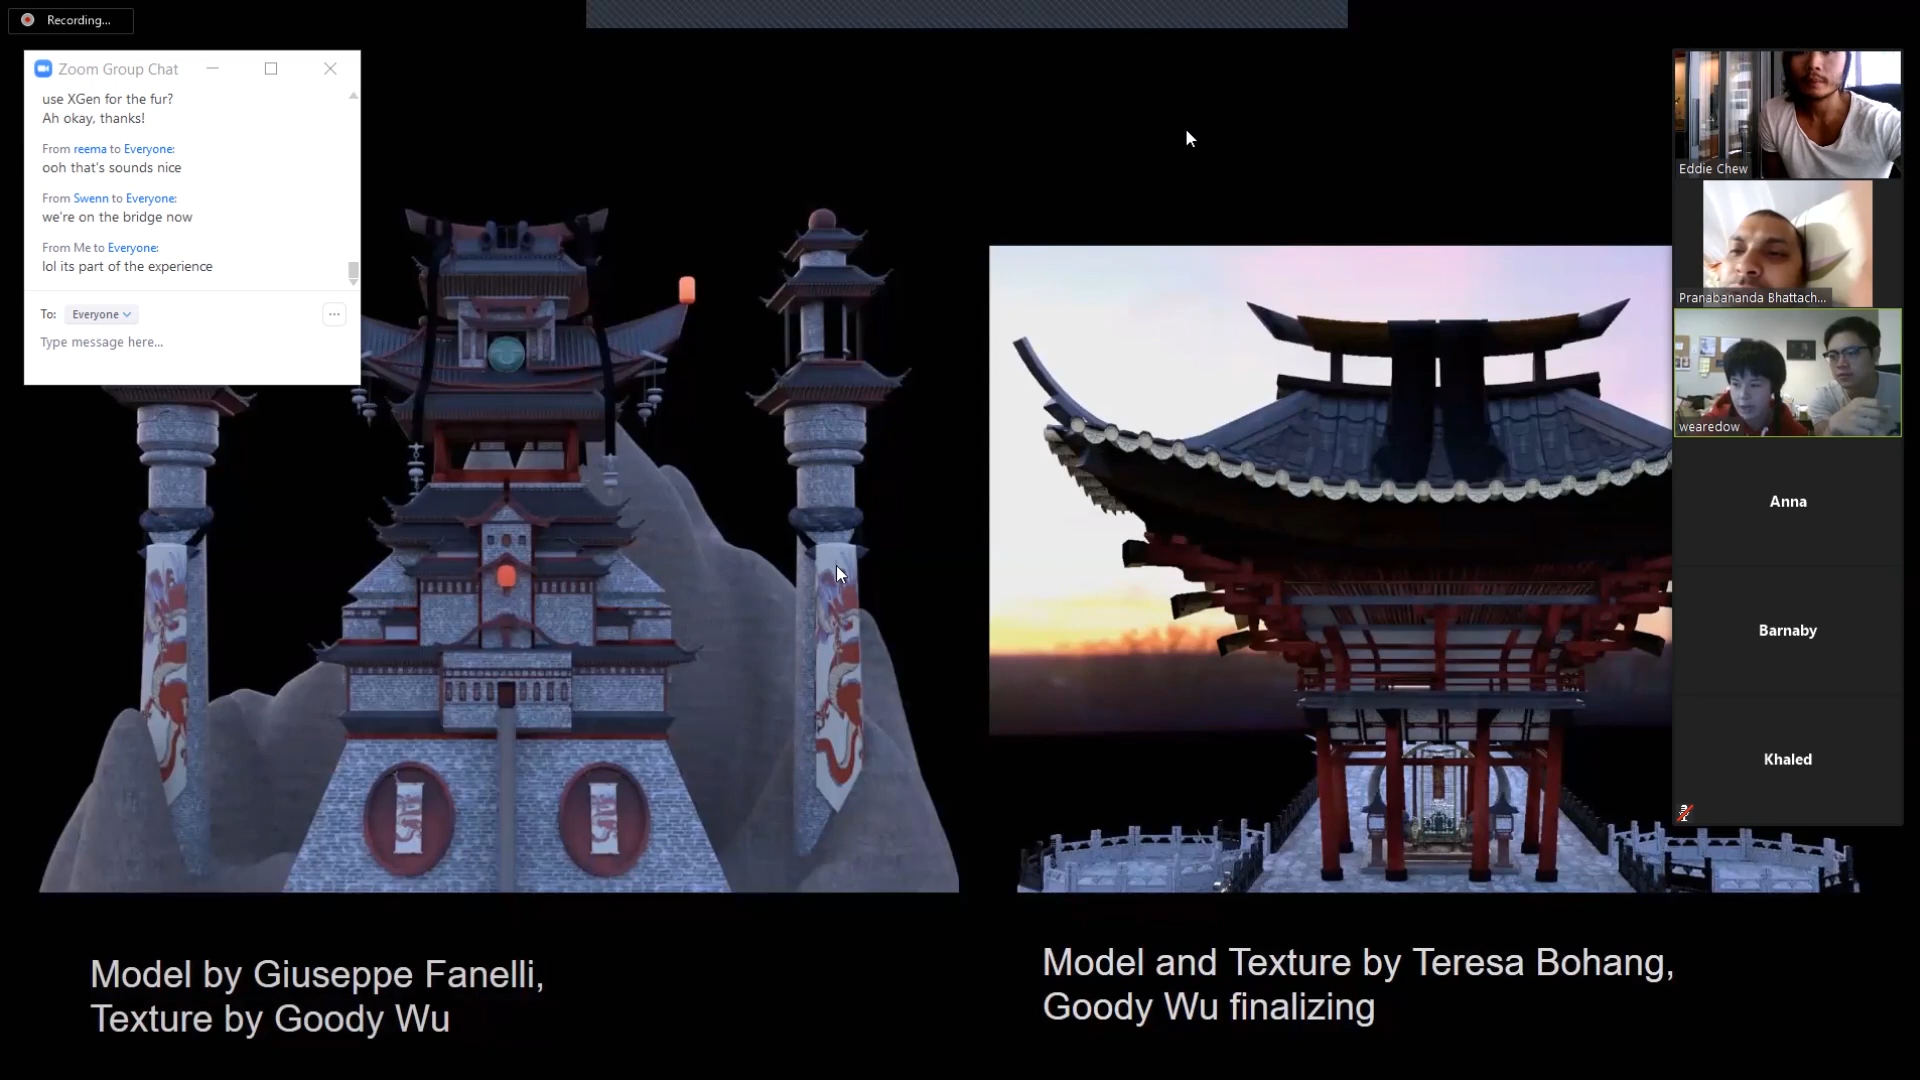 Recording...
Zoom Group Chat
use XGen for the fur?
Ah okay, thanks!
From reema to Everyone:
ooh that's sounds nice
From Swenn to Everyone:
we're on the bridge now
From Me to Everyone:
lol its part of the experience
To: Everyone
Type message here...
Eddie Chew
Pranabananda Bhattach...
wearedow
Anna
Barnaby
Khaled
Model by Giuseppe Fanelli,
Texture by Goody Wu
Model and Texture by Teresa Bohang,
Goody Wu finalizing